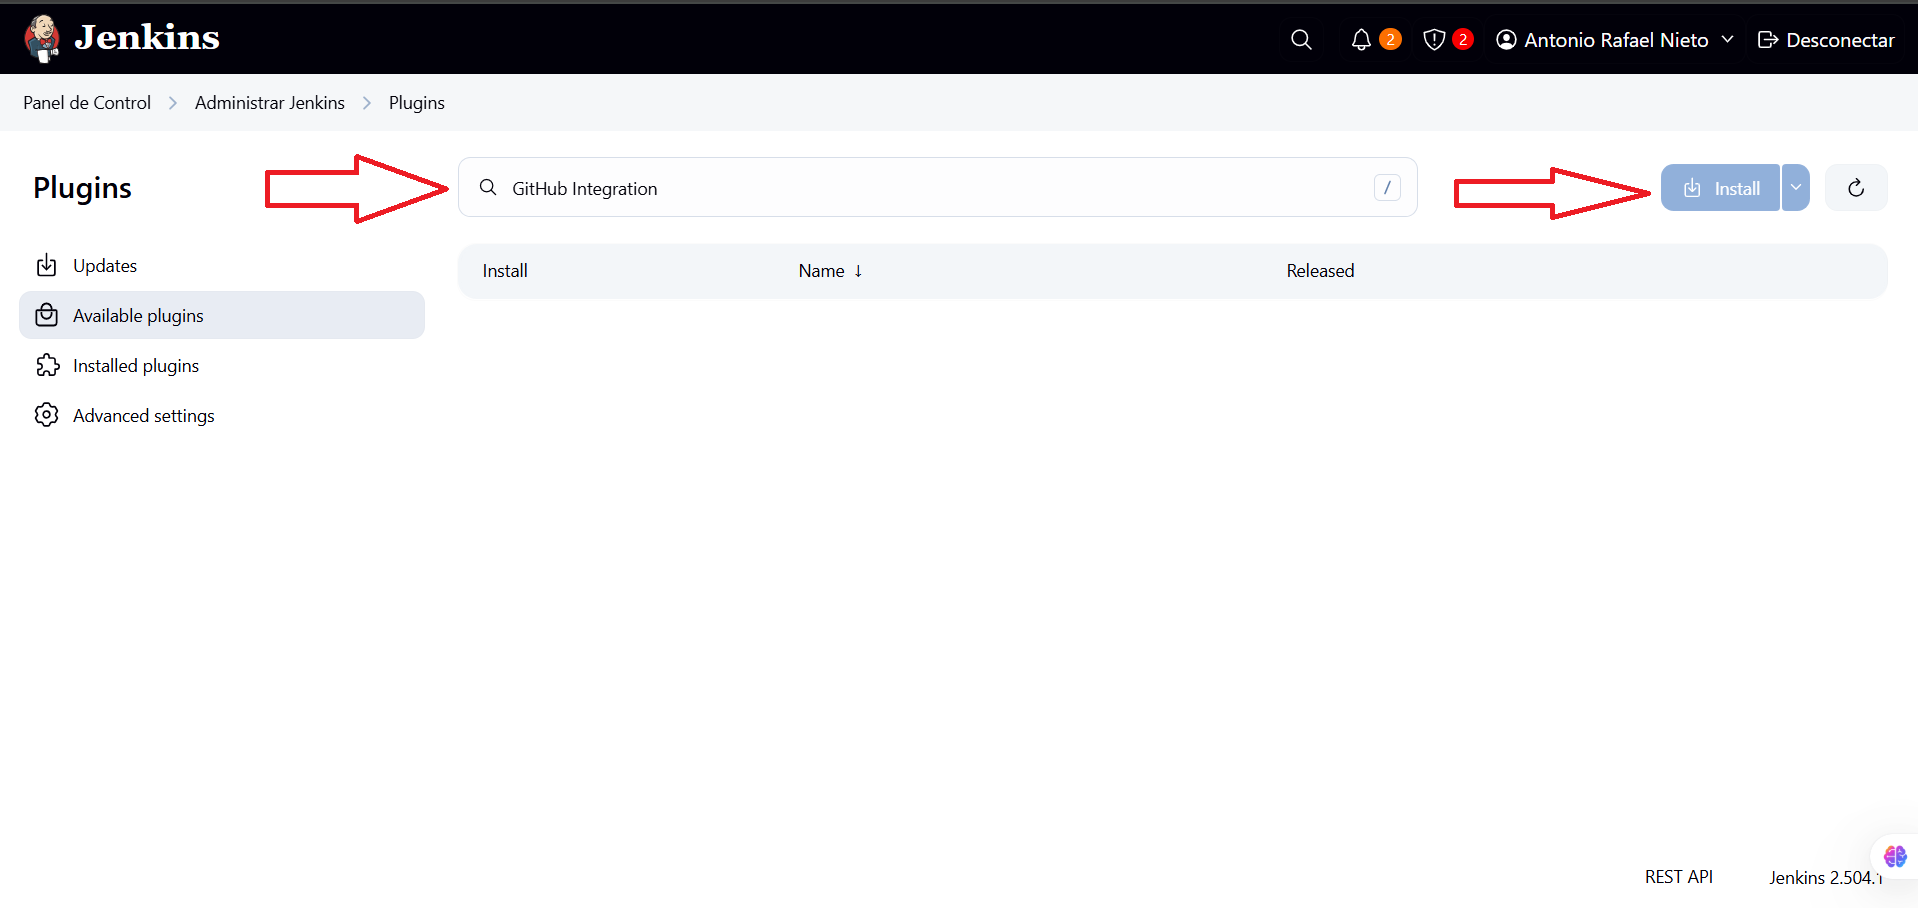 Jenkins
2
2
Antonio Rafael Nieto
Desconectar
Panel de Control
Administrar Jenkins
Plugins
Plugins
GitHub Integration
/
Install
Updates
Available plugins
Installed plugins
Advanced settings
Install
Name ↓
Released
REST API
Jenkins 2.504.1